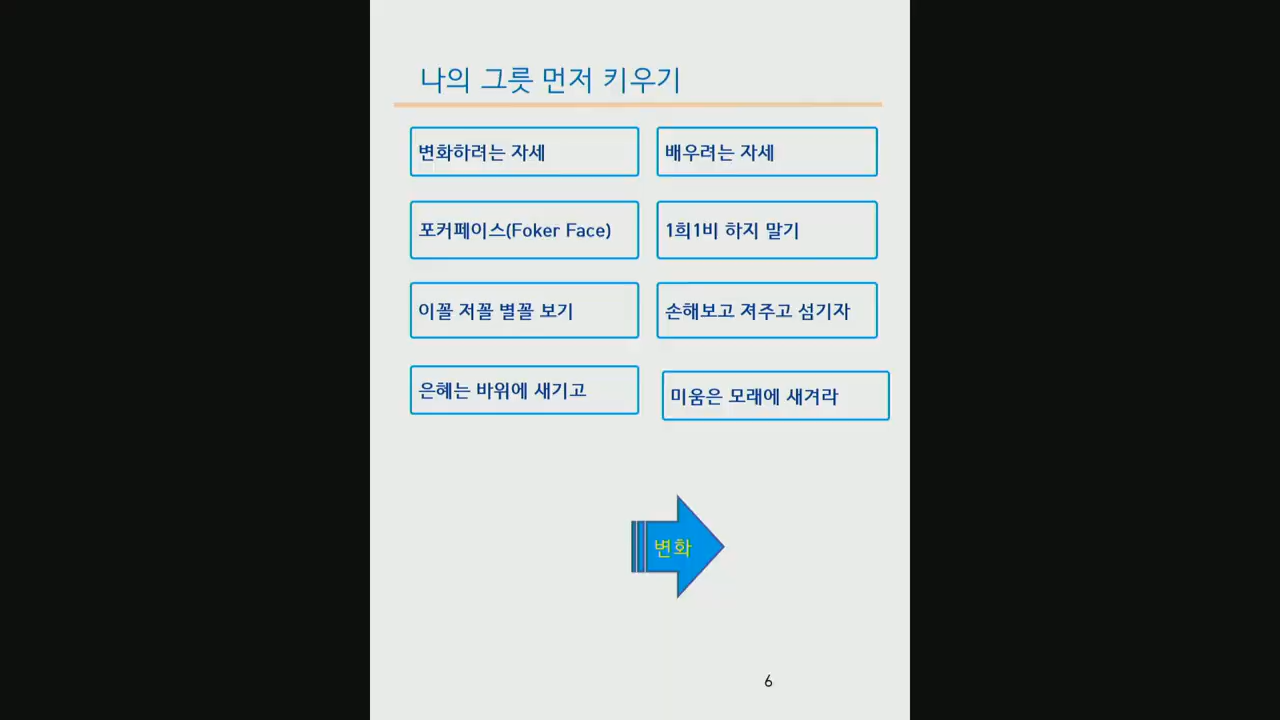 나의 그릇 먼저 키우기
변화하려는 자세
배우려는 자세
포커페이스(Foker Face)
1희1비 하지 말기
이꼴 저꼴 별꼴 보기
손해보고 져주고 섬기자
은혜는 바위에 새기고
미움은 모래에 새겨라
변화
6